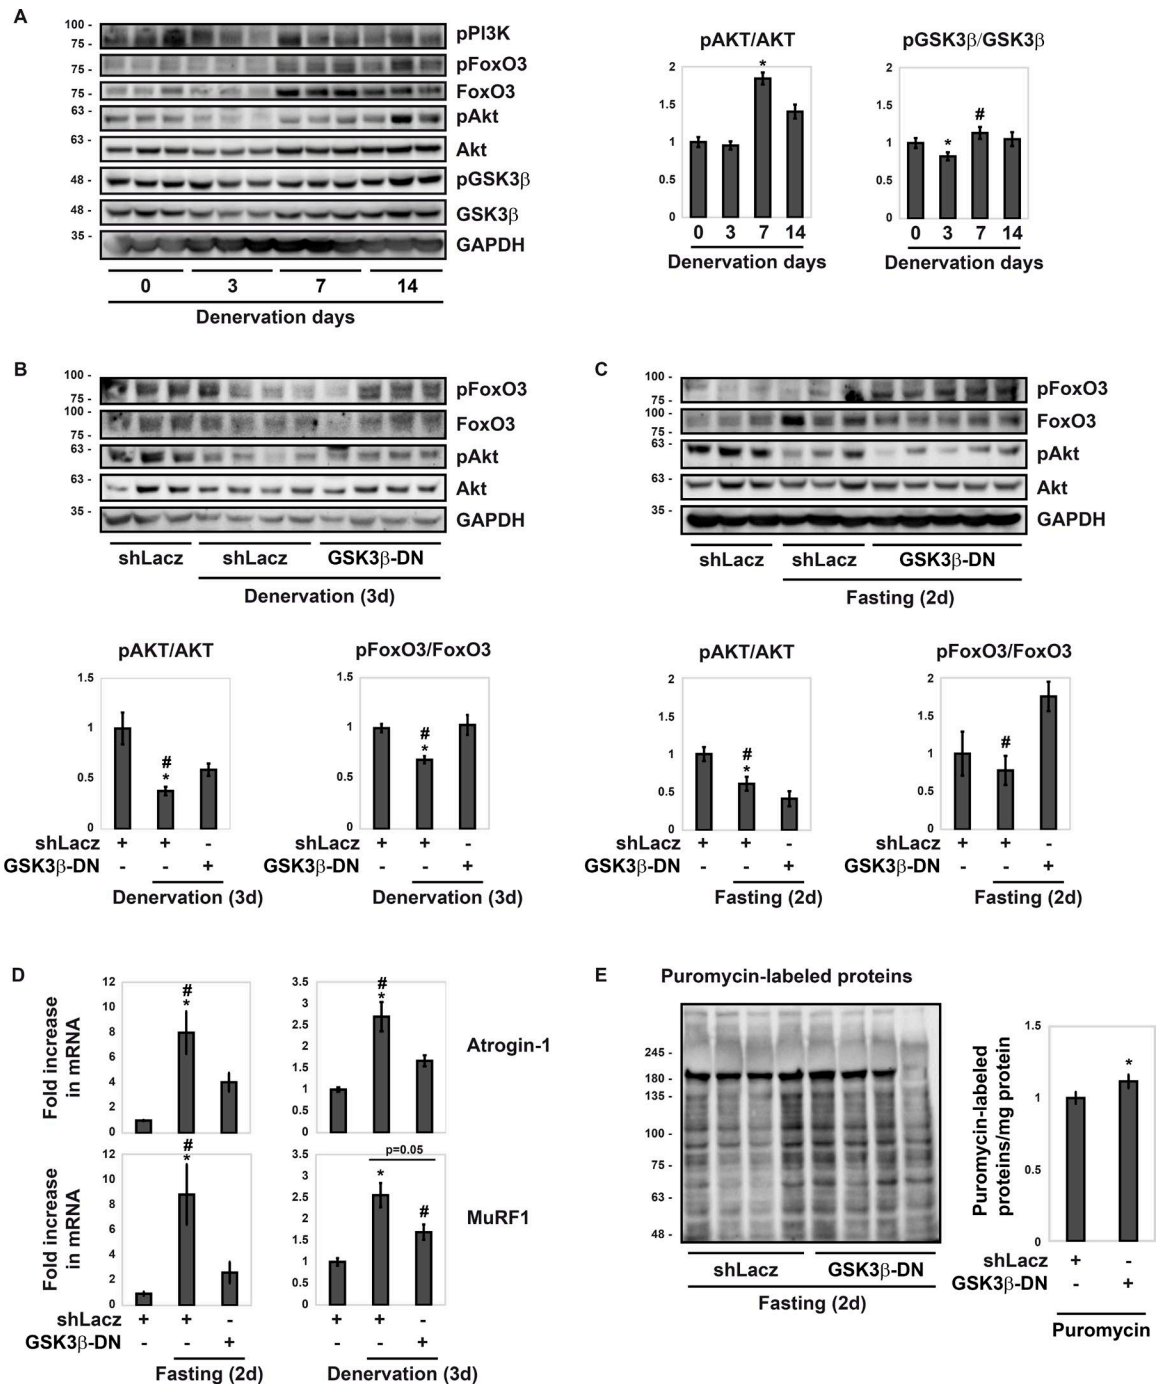 A
100 -
75 -
pPI3K
75 -
pFoxO3
75 -
FoxO3
63 -
pAkt
63 -
Akt
48 -
pGSK3β
48 -
GSK3β
35 -
GAPDH
0 3 7 14
Denervation days
pAKT/AKT
2
1.5
1
0.5
0
*
0 3 7 14
Denervation days
pGSK3β/GSK3β
2
1.5
1
0.5
0
* #
0 3 7 14
Denervation days
B
100 -
75 -
pFoxO3
100 -
75 -
FoxO3
63 -
pAkt
63 -
Akt
35 -
GAPDH
shLacz shLacz GSK3β-DN
Denervation (3d)
pAKT/AKT
1.5
1
0.5
0
#
*
shLacz + + -
GSK3β-DN - - +
Denervation (3d)
pFoxO3/FoxO3
1.5
1
0.5
0
#
*
shLacz + + -
GSK3β-DN - - +
Denervation (3d)
C
100 -
75 -
pFoxO3
100 -
75 -
FoxO3
63 -
pAkt
63 -
Akt
35 -
GAPDH
shLacz shLacz GSK3β-DN
Fasting (2d)
pAKT/AKT
2
1.5
1
0.5
0
#
*
shLacz + + -
GSK3β-DN - - +
Fasting (2d)
pFoxO3/FoxO3
2
1.5
1
0.5
0
#
shLacz + + -
GSK3β-DN - - +
Fasting (2d)
D
Fold increase
in mRNA
12
10
8
6
4
2
0
#
*
3.5
3
2.5
2
1.5
1
0.5
0
#
*
Atrogin-1
Fold increase
in mRNA
12
10
8
6
4
2
0
#
*
3.5
3
2.5
2
1.5
1
0.5
0
p=0.05
* #
MuRF1
shLacz + + - + + -
GSK3β-DN - - + - - +
Fasting (2d) Denervation (3d)
E
Puromycin-labeled proteins
245 -
180 -
135 -
100 -
75 -
63 -
48 -
shLacz GSK3β-DN
Fasting (2d)
Puromycin-labeled
proteins/mg protein
1.5
1
0.5
0
*
shLacz + -
GSK3β-DN - +
Puromycin